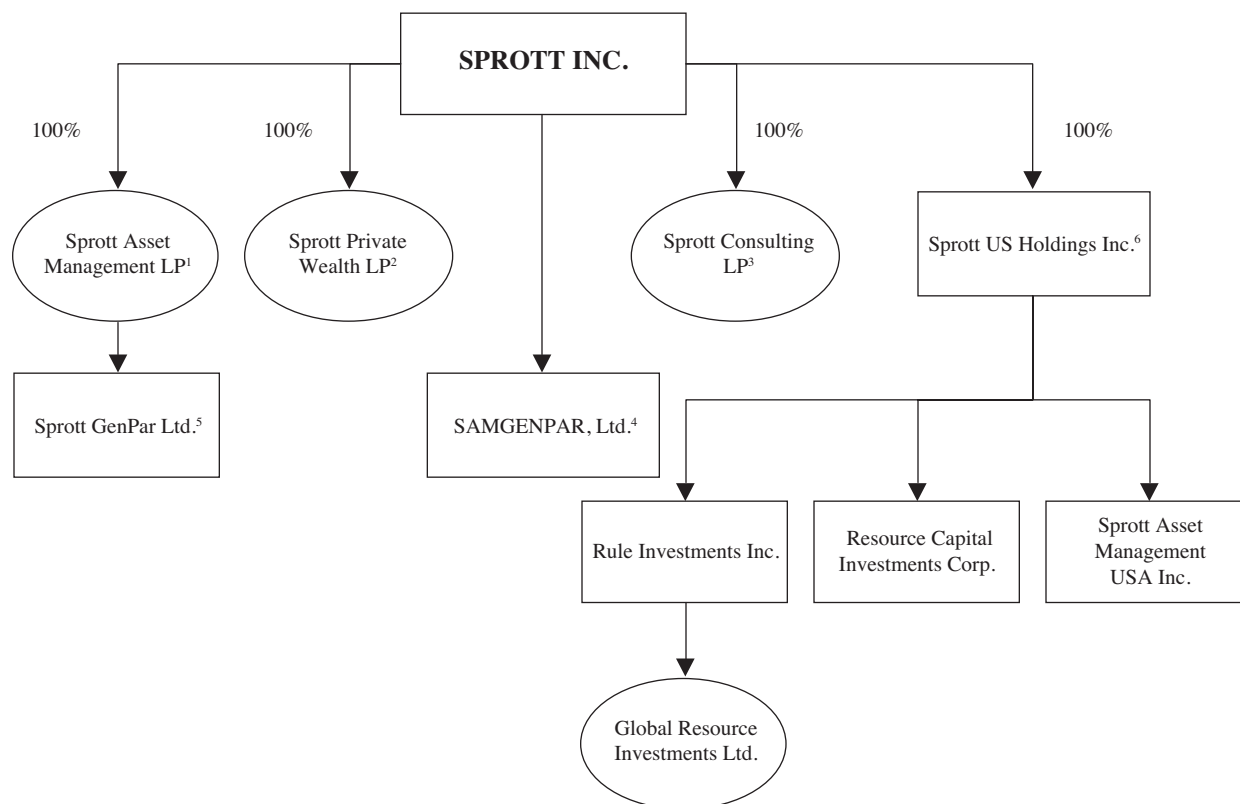 SPROTT INC.
100%
100%
100%
100%
Sprott Asset
Management LP¹
Sprott Private
Wealth LP²
Sprott Consulting
LP³
Sprott US Holdings Inc.⁶
Sprott GenPar Ltd.⁵
SAMGENPAR, Ltd.⁴
Rule Investments Inc.
Resource Capital
Investments Corp.
Sprott Asset
Management
USA Inc.
Global Resource
Investments Ltd.